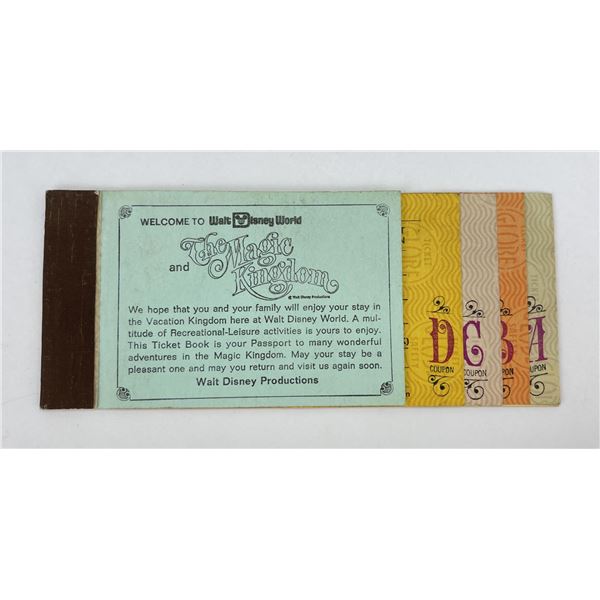 WELCOME TO Walt Disney World
and The Magic Kingdom
© Walt Disney Productions
We hope that you and your family will enjoy your stay in
the Vacation Kingdom here at Walt Disney World. A mul-
titude of Recreational-Leisure activities is yours to enjoy.
This Ticket Book is your Passport to many wonderful
adventures in the Magic Kingdom. May your stay be a
pleasant one and may you return and visit us again soon.
Walt Disney Productions
D C B A
COUPON COUPON COUPON COUPON